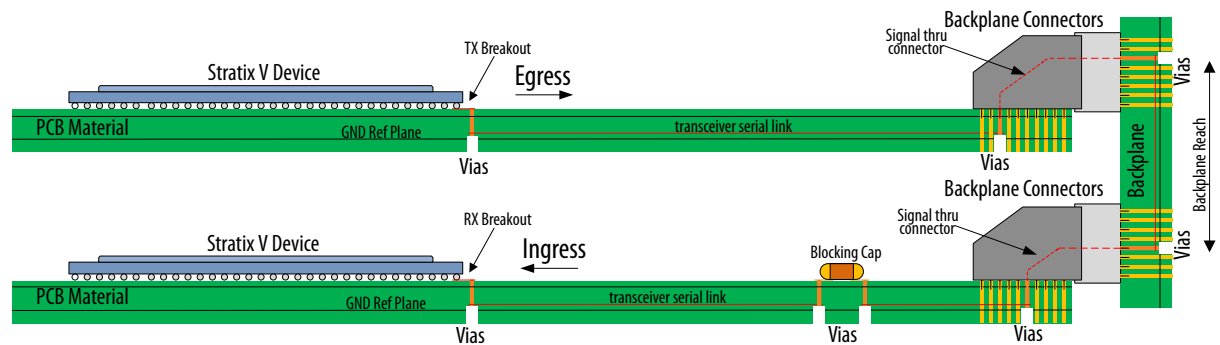 Backplane Connectors
TX Breakout
Signal thru
connector
Stratix V Device
Egress
Vias
PCB Material
GND Ref Plane
transceiver serial link
Vias
Vias
Backplane
Backplane Reach
Backplane Connectors
RX Breakout
Signal thru
connector
Stratix V Device
Ingress
Blocking Cap
Vias
PCB Material
GND Ref Plane
transceiver serial link
Vias
Vias
Vias